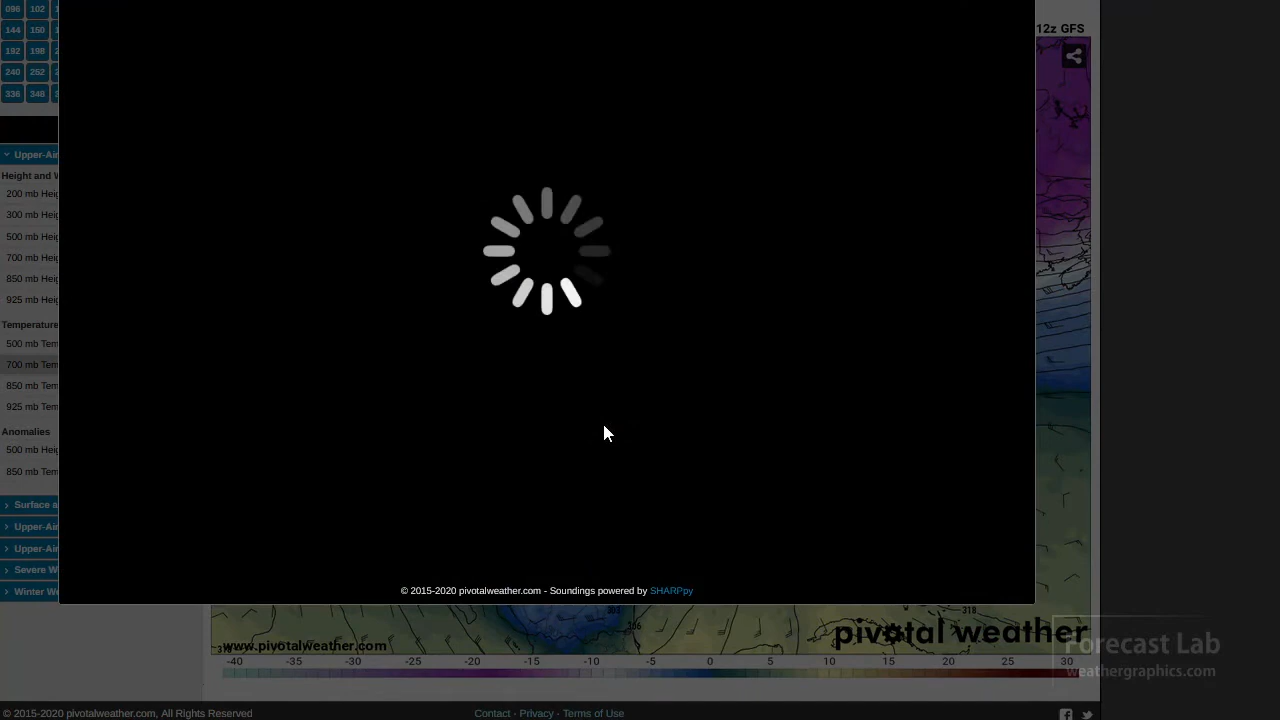 096 102
12z GFS
144 150
192 198
240 252
336 348
Upper-Air
Height and W
200 mb Heig
300 mb Heig
500 mb Heig
700 mb Heig
850 mb Heig
925 mb Heig
Temperature
500 mb Tem
700 mb Tem
850 mb Tem
925 mb Tem
Anomalies
500 mb Heig
850 mb Tem
Surface a
Upper-Air
Upper-Air
Severe We
Winter We
© 2015-2020 pivotalweather.com - Soundings powered by SHARPpy
318
www.pivotalweather.com
pivotal weather
Forecast Lab
weathergraphics.com
-40 -35 -30 -25 -20 -15 -10 -5 0 5 10 15 20 25 30
© 2015-2020 pivotalweather.com, All Rights Reserved
Contact - Privacy - Terms of Use